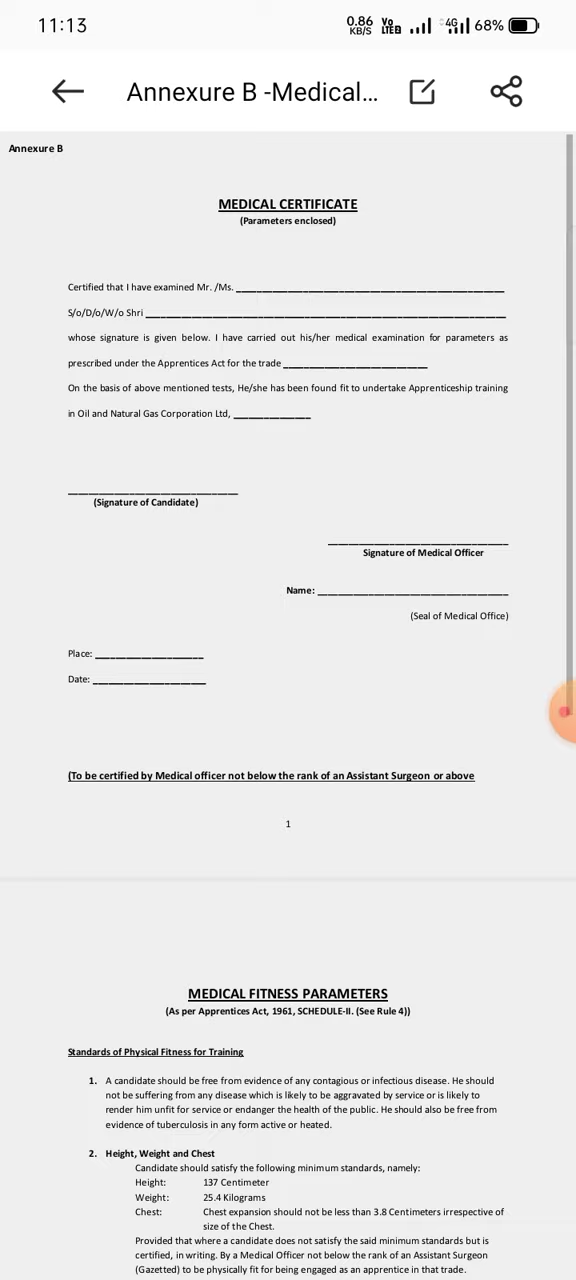 11:13 0.86 KB/S Vo LTE 4G 68%
Annexure B -Medical...
Annexure B
MEDICAL CERTIFICATE
(Parameters enclosed)
Certified that I have examined Mr. /Ms. ____________________
S/o/D/o/W/o Shri ____________________
whose signature is given below. I have carried out his/her medical examination for parameters as
prescribed under the Apprentices Act for the trade ____________________
On the basis of above mentioned tests, He/she has been found fit to undertake Apprenticeship training
in Oil and Natural Gas Corporation Ltd, ____________________
(Signature of Candidate)
Signature of Medical Officer
Name: ____________________
(Seal of Medical Office)
Place: ____________________
Date: ____________________
(To be certified by Medical officer not below the rank of an Assistant Surgeon or above
1
MEDICAL FITNESS PARAMETERS
(As per Apprentices Act, 1961, SCHEDULE-II. (See Rule 4))
Standards of Physical Fitness for Training
1. A candidate should be free from evidence of any contagious or infectious disease. He should
not be suffering from any disease which is likely to be aggravated by service or is likely to
render him unfit for service or endanger the health of the public. He should also be free from
evidence of tuberculosis in any form active or heated.
2. Height, Weight and Chest
Candidate should satisfy the following minimum standards, namely:
Height: 137 Centimeter
Weight: 25.4 Kilograms
Chest: Chest expansion should not be less than 3.8 Centimeters irrespective of
size of the Chest.
Provided that where a candidate does not satisfy the said minimum standards but is
certified, in writing. By a Medical Officer not below the rank of an Assistant Surgeon
(Gazetted) to be physically fit for being engaged as an apprentice in that trade.